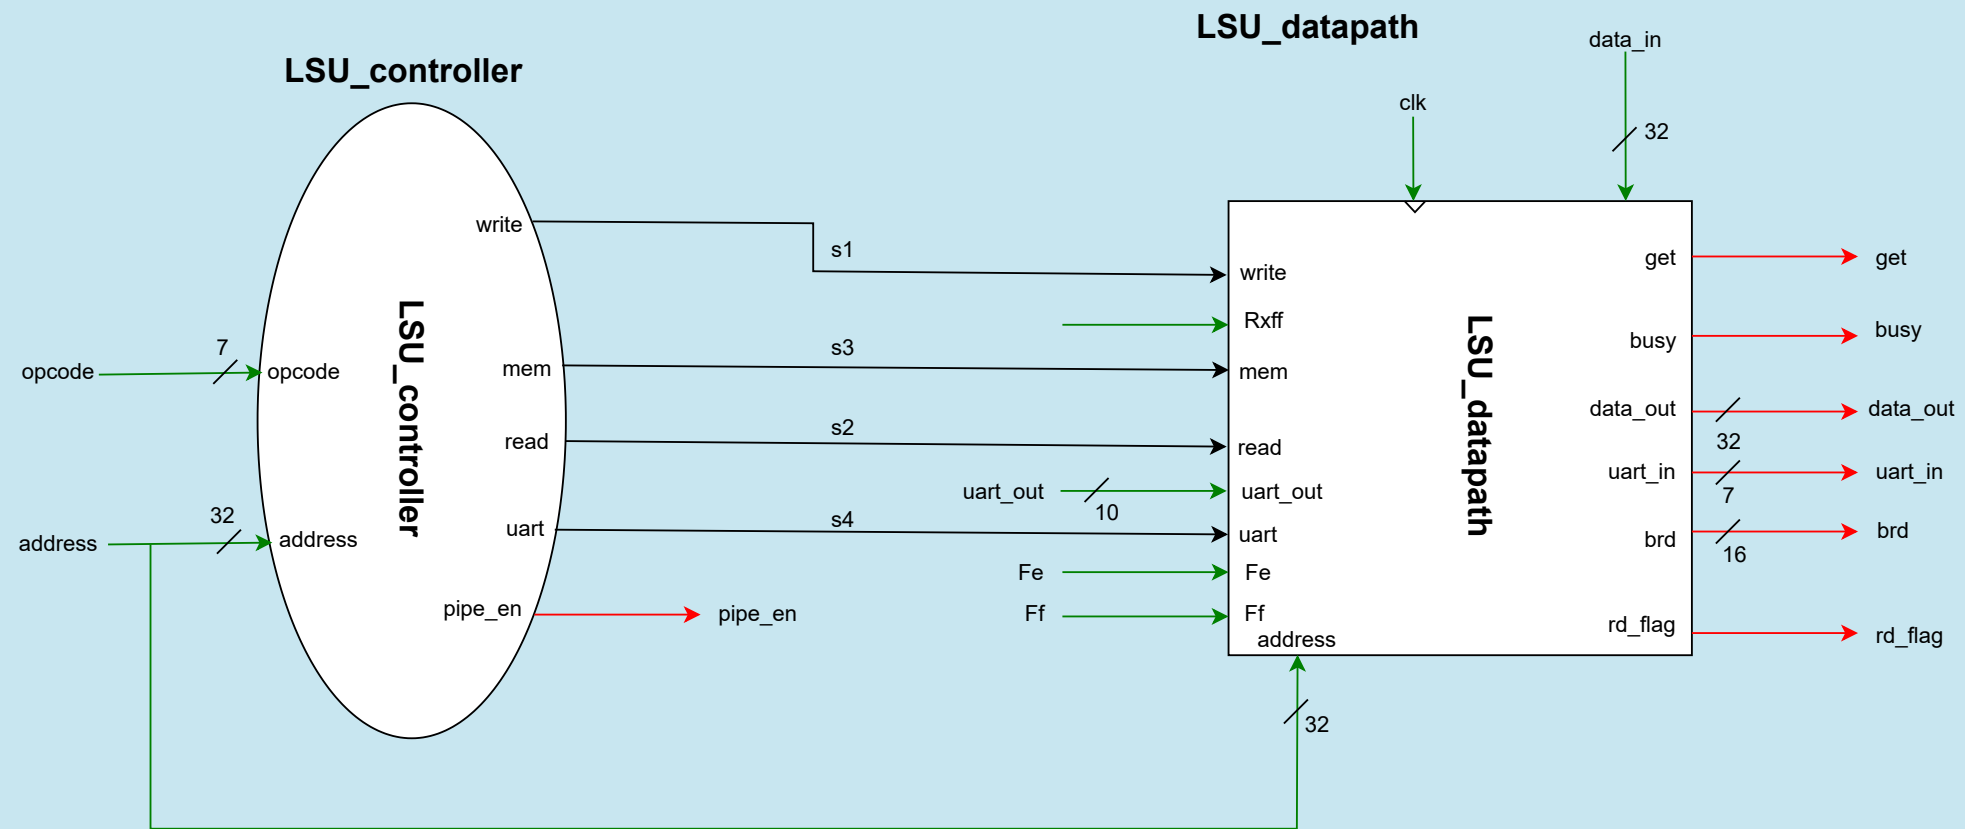 LSU_datapath
data_in
LSU_controller
clk
32
write
s1
get
get
write
Rxff
busy
busy
LSU_controller
LSU_datapath
7
s3
opcode
opcode
mem
mem
data_out
data_out
s2
read
read
32
uart_in
uart_in
uart_out
uart_out
7
10
32
s4
address
address
uart
uart
brd
brd
16
Fe
Fe
pipe_en
pipe_en
Ff
Ff
rd_flag
rd_flag
address
32